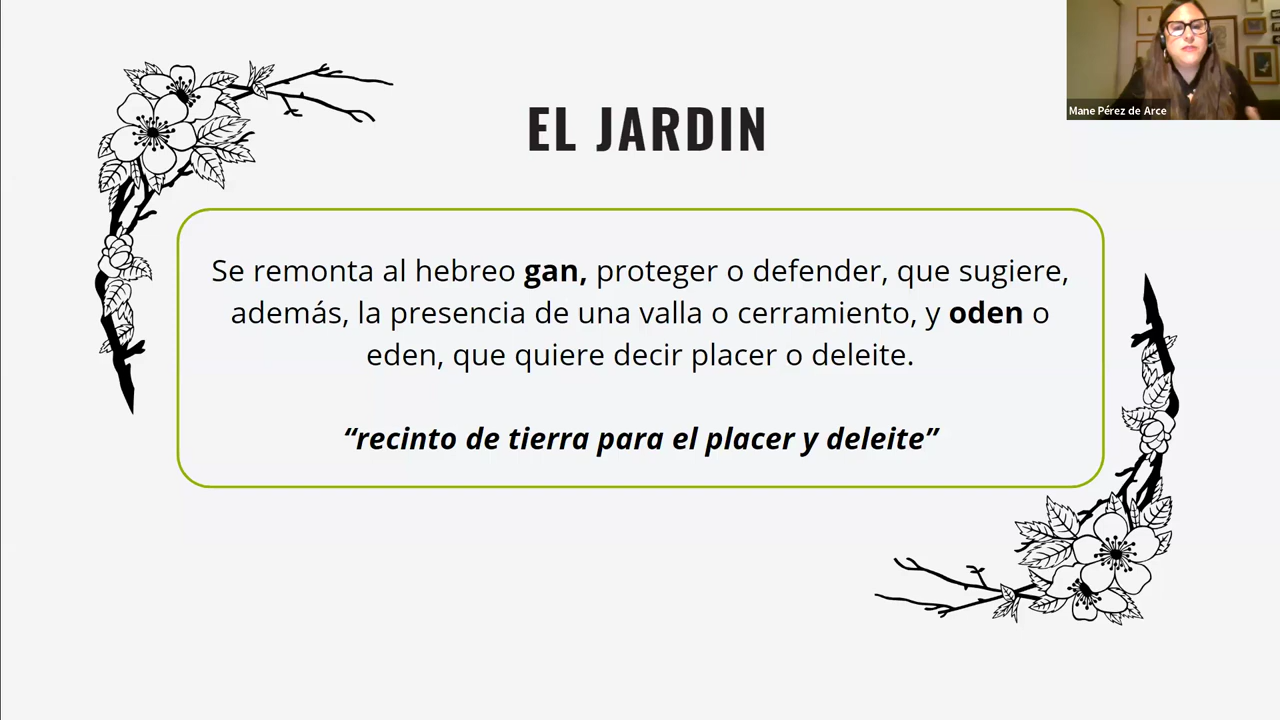 Mane Pérez de Arce
EL JARDIN
Se remonta al hebreo gan, proteger o defender, que sugiere,
además, la presencia de una valla o cerramiento, y oden o
eden, que quiere decir placer o deleite.
“recinto de tierra para el placer y deleite”